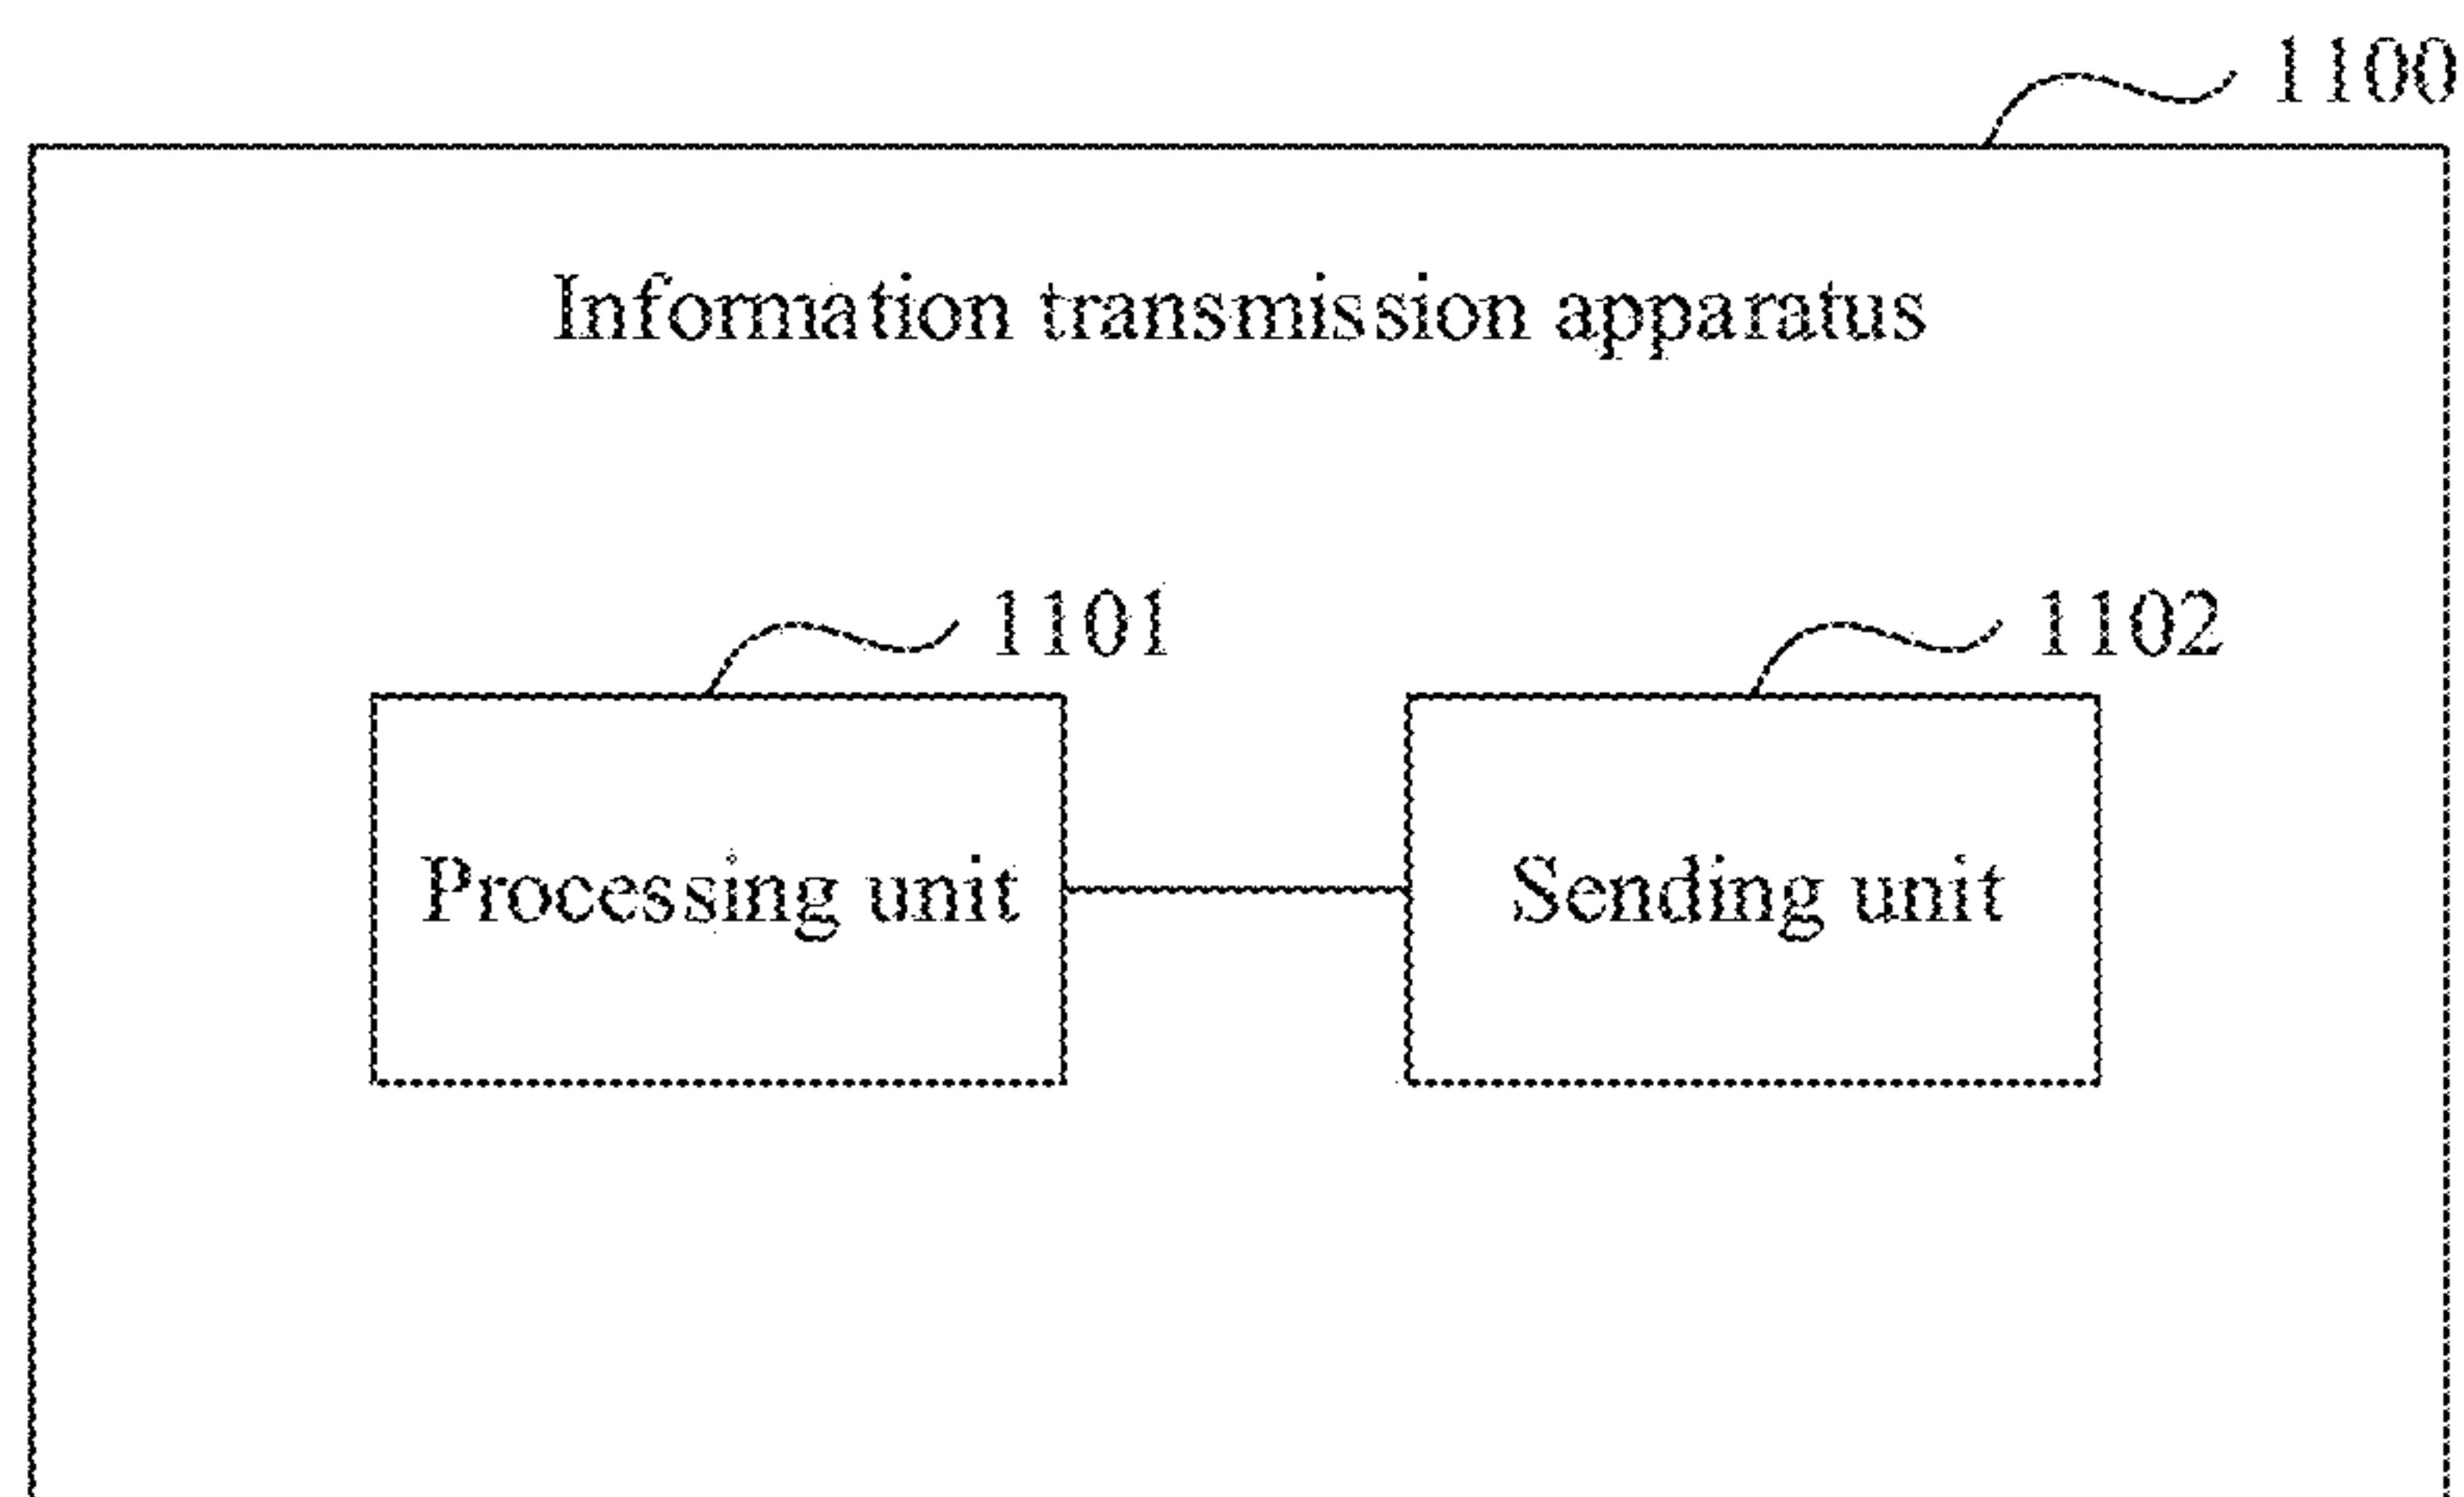 1100
Information transmission apparatus
1101
1102
Processing unit
Sending unit